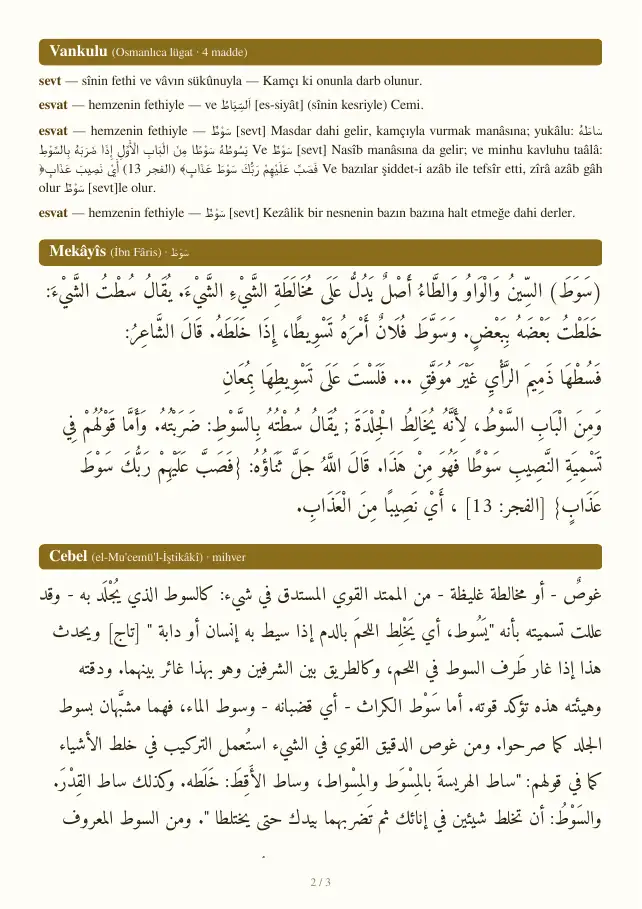 Vankulu (Osmanlıca lügat · 4 madde)
sevt — sînin fethi ve vâvın sükûnuyla — Kamçı ki onunla darb olunur.
esvat — hemzenin fethiyle — ve اَلسِّيَاطُ [es-siyât] (sînin kesriyle) Cemi.
esvat — hemzenin fethiyle — سَوْطٌ [sevt] Masdar dahi gelir, kamçıyla vurmak manâsına; yukâlu: سَاطَهُ
يَسُوطُهُ سَوْطًا مِنَ الْبَابِ الْأَوَّلِ إِذَا ضَرَبَهُ بِالسَّوْطِ Ve سَوْطٌ [sevt] Nasîb manâsına da gelir; ve minhu kavluhu taâlâ:
﴿فَصَبَّ عَلَيْهِمْ رَبُّكَ سَوْطَ عَذَابٍ﴾ (الفجر 13) أَيْ نَصِيبَ عَذَابٍ Ve bazılar şiddet-i azâb ile tefsîr etti, zîrâ azâb gâh
olur سَوْطٌ [sevt]le olur.
esvat — hemzenin fethiyle — سَوْطٌ [sevt] Kezâlik bir nesnenin bazın bazına halt etmeğe dahi derler.
Mekâyîs (İbn Fâris) · سَوَطَ
(سَوَطَ) السِّينُ وَالْوَاوُ وَالطَّاءُ أَصْلٌ يَدُلُّ عَلَى مُخَالَطَةِ الشَّيْءِ الشَّيْءَ. يُقَالُ سُطْتُ الشَّيْءَ:
خَلَطْتُ بَعْضَهُ بِبَعْضٍ. وَسَوَّطَ فُلَانٌ أَمْرَهُ تَسْوِيطًا، إِذَا خَلَطَهُ. قَالَ الشَّاعِرُ:
فَسُطْهَا ذَمِيمَ الرَّأْيِ غَيْرَ مُوَفَّقٍ ... فَلَسْتَ عَلَى تَسْوِيطِهَا بِمُعَانِ
وَمِنَ الْبَابِ السَّوْطُ، لِأَنَّهُ يُخَالِطُ الْجِلْدَةَ ; يُقَالُ سُطْتُهُ بِالسَّوْطِ: ضَرَبْتُهُ. وَأَمَّا قَوْلُهُمْ فِي
تَسْمِيَةِ النَّصِيبِ سَوْطًا فَهُوَ مِنْ هَذَا. قَالَ اللَّهُ جَلَّ ثَنَاؤُهُ: {فَصَبَّ عَلَيْهِمْ رَبُّكَ سَوْطَ
عَذَابٍ} [الفجر: 13] ، أَيْ نَصِيبًا مِنَ الْعَذَابِ.
Cebel (el-Mu'cemü'l-İştikâkî) · mihver
غوصٌ - أو مخالطة غليظة - من الممتد القوي المستدق في شيء: كالسوط الذي يُجْلَد به - وقد
عللت تسميته بأنه "يَسُوط، أي يَخْلِط اللحمَ بالدم إذا سيط به إنسان أو دابة " [تاج] ويحدث
هذا إذا غار طَرف السوط في اللحم، وكالطريق بين الشرفين وهو بهذا غائر بينهما. ودقته
وهيئته هذه تؤكد قوته. أما سَوْط الكراث - أي قضبانه - وسوط الماء، فهما مشبَّهان بسوط
الجلد كما صرحوا. ومن غوص الدقيق القوي في الشيء استُعمل التركيب في خلط الأشياء
كما في قولهم: "ساط الهريسةَ بالمِسْوَط والمِسْواط، وساط الأَقِطَ: خَلَطه. وكذلك ساط القِدْرَ.
والسَوْطُ: أن تخلط شيئين في إنائك ثم تَضربهما بيدك حتى يختلطا ". ومن السوط المعروف
2 / 3